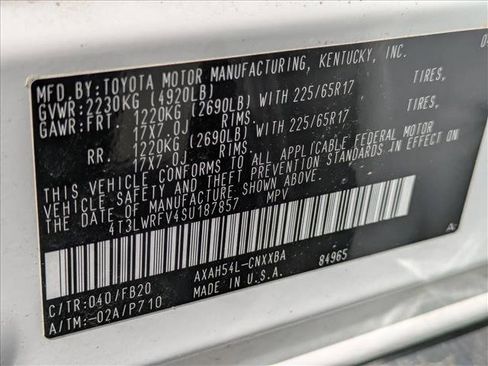 MFD.BY:TOYOTA MOTOR MANUFACTURING, KENTUCKY, INC.
GVWR:2230KG (4920LB)
GAWR:FRT. 1220KG (2690LB) WITH 225/65R17 TIRES,
17X7.0J RIMS.
RR. 1220KG (2690LB) WITH 225/65R17 TIRES,
17X7.0J RIMS.
THIS VEHICLE CONFORMS TO ALL APPLICABLE FEDERAL MOTOR
VEHICLE SAFETY AND THEFT PREVENTION STANDARDS IN EFFECT ON
THE DATE OF MANUFACTURE SHOWN ABOVE.
4T3LWRFV4SU187857 MPV
C/TR:040/FB20 AXAH54L-CNXXBA 84965
A/TM:-02A/P710 MADE IN U.S.A.